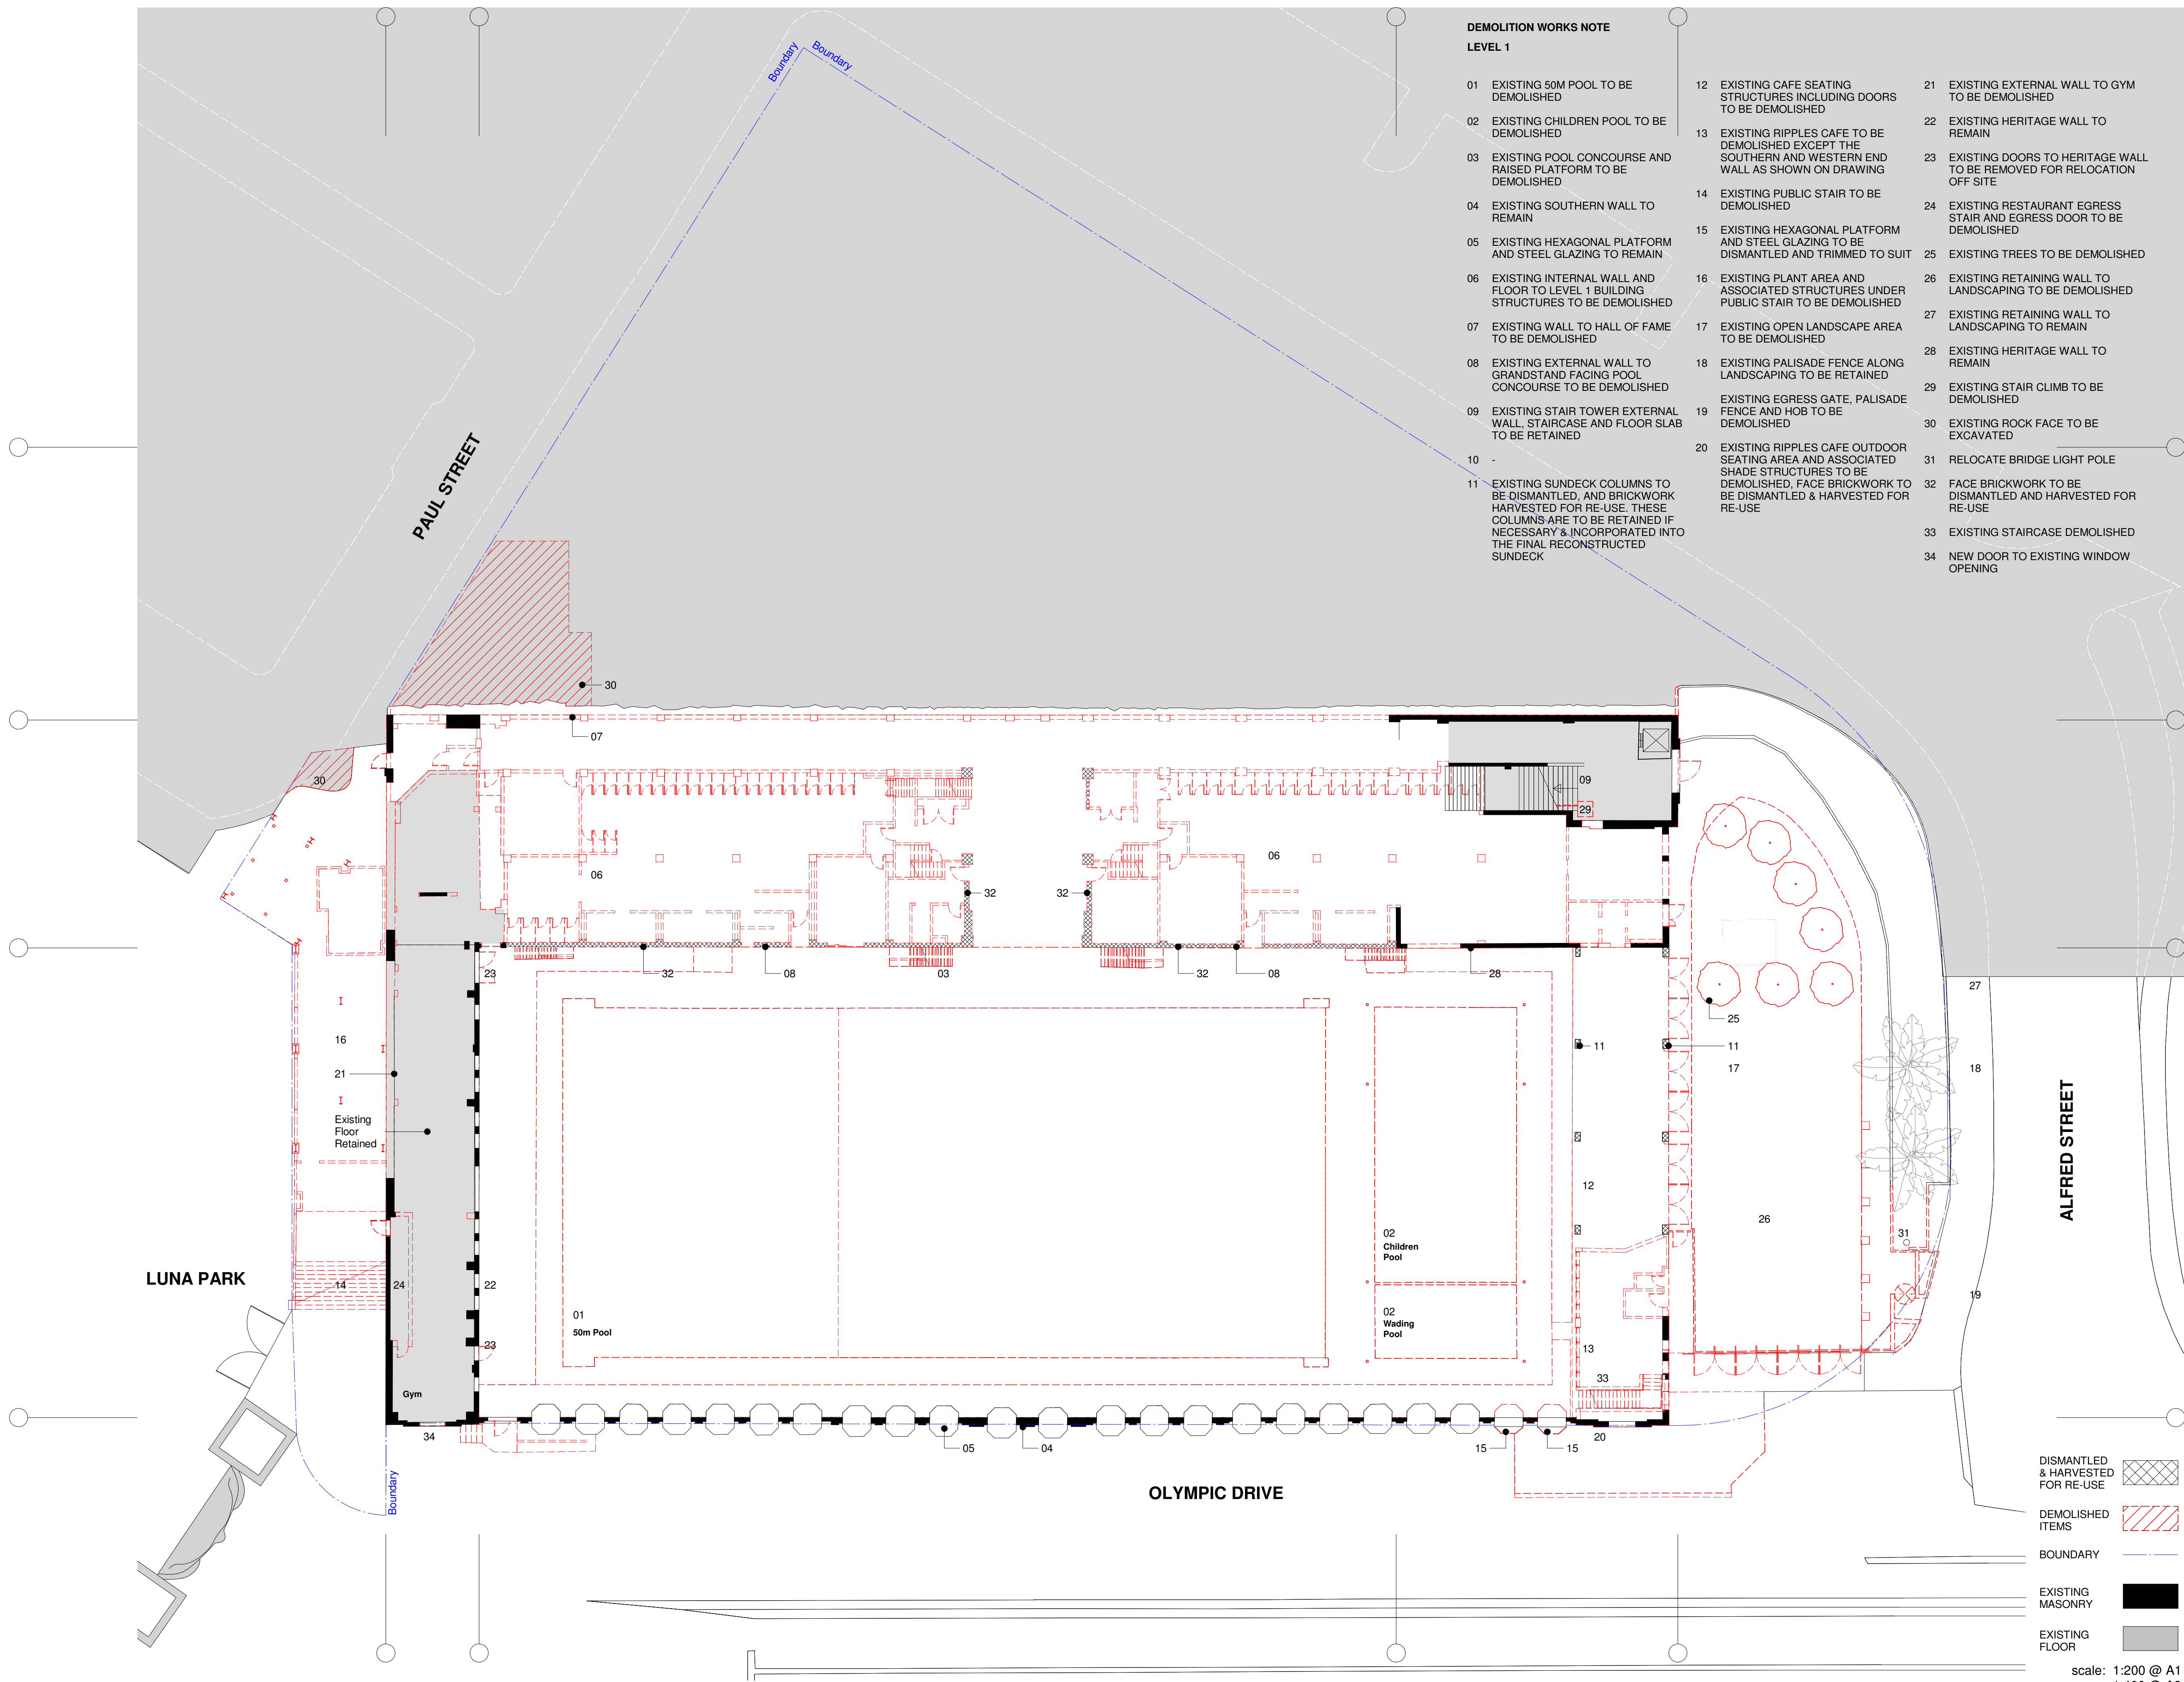 DEMOLITION WORKS NOTE
LEVEL 1
01 EXISTING 50M POOL TO BE
DEMOLISHED
02 EXISTING CHILDREN POOL TO BE
DEMOLISHED
03 EXISTING POOL CONCOURSE AND
RAISED PLATFORM TO BE
DEMOLISHED
04 EXISTING SOUTHERN WALL TO
REMAIN
05 EXISTING HEXAGONAL PLATFORM
AND STEEL GLAZING TO REMAIN
06 EXISTING INTERNAL WALL AND
FLOOR TO LEVEL 1 BUILDING
STRUCTURES TO BE DEMOLISHED
07 EXISTING WALL TO HALL OF FAME
TO BE DEMOLISHED
08 EXISTING EXTERNAL WALL TO
GRANDSTAND FACING POOL
CONCOURSE TO BE DEMOLISHED
09 EXISTING STAIR TOWER EXTERNAL
WALL, STAIRCASE AND FLOOR SLAB
TO BE RETAINED
10 -
11 EXISTING SUNDECK COLUMNS TO
BE DISMANTLED, AND BRICKWORK
HARVESTED FOR RE-USE. THESE
COLUMNS ARE TO BE RETAINED IF
NECESSARY & INCORPORATED INTO
THE FINAL RECONSTRUCTED
SUNDECK
12 EXISTING CAFE SEATING
STRUCTURES INCLUDING DOORS
TO BE DEMOLISHED
13 EXISTING RIPPLES CAFE TO BE
DEMOLISHED EXCEPT THE
SOUTHERN AND WESTERN END
WALL AS SHOWN ON DRAWING
14 EXISTING PUBLIC STAIR TO BE
DEMOLISHED
15 EXISTING HEXAGONAL PLATFORM
AND STEEL GLAZING TO BE
DISMANTLED AND TRIMMED TO SUIT
16 EXISTING PLANT AREA AND
ASSOCIATED STRUCTURES UNDER
PUBLIC STAIR TO BE DEMOLISHED
17 EXISTING OPEN LANDSCAPE AREA
TO BE DEMOLISHED
18 EXISTING PALISADE FENCE ALONG
LANDSCAPING TO BE RETAINED
EXISTING EGRESS GATE, PALISADE
19 FENCE AND HOB TO BE
DEMOLISHED
20 EXISTING RIPPLES CAFE OUTDOOR
SEATING AREA AND ASSOCIATED
SHADE STRUCTURES TO BE
DEMOLISHED, FACE BRICKWORK TO
BE DISMANTLED & HARVESTED FOR
RE-USE
21 EXISTING EXTERNAL WALL TO GYM
TO BE DEMOLISHED
22 EXISTING HERITAGE WALL TO
REMAIN
23 EXISTING DOORS TO HERITAGE WALL
TO BE REMOVED FOR RELOCATION
OFF SITE
24 EXISTING RESTAURANT EGRESS
STAIR AND EGRESS DOOR TO BE
DEMOLISHED
25 EXISTING TREES TO BE DEMOLISHED
26 EXISTING RETAINING WALL TO
LANDSCAPING TO BE DEMOLISHED
27 EXISTING RETAINING WALL TO
LANDSCAPING TO REMAIN
28 EXISTING HERITAGE WALL TO
REMAIN
29 EXISTING STAIR CLIMB TO BE
DEMOLISHED
30 EXISTING ROCK FACE TO BE
EXCAVATED
31 RELOCATE BRIDGE LIGHT POLE
32 FACE BRICKWORK TO BE
DISMANTLED AND HARVESTED FOR
RE-USE
33 EXISTING STAIRCASE DEMOLISHED
34 NEW DOOR TO EXISTING WINDOW
OPENING
Boundary
Boundary
PAUL STREET
30
07
30
09
29
06
06
32
32
23
32
08
03
32
08
28
27
25
16
11
11
21
17
18
Existing
Floor
Retained
12
26
31
02
Children
Pool
14
24
22
19
LUNA PARK
01
50m Pool
02
Wading
Pool
23
13
33
Gym
34
05
04
15
15
20
Boundary
OLYMPIC DRIVE
ALFRED STREET
DISMANTLED
& HARVESTED
FOR RE-USE
DEMOLISHED
ITEMS
BOUNDARY
EXISTING
MASONRY
EXISTING
FLOOR
scale: 1:200 @ A1